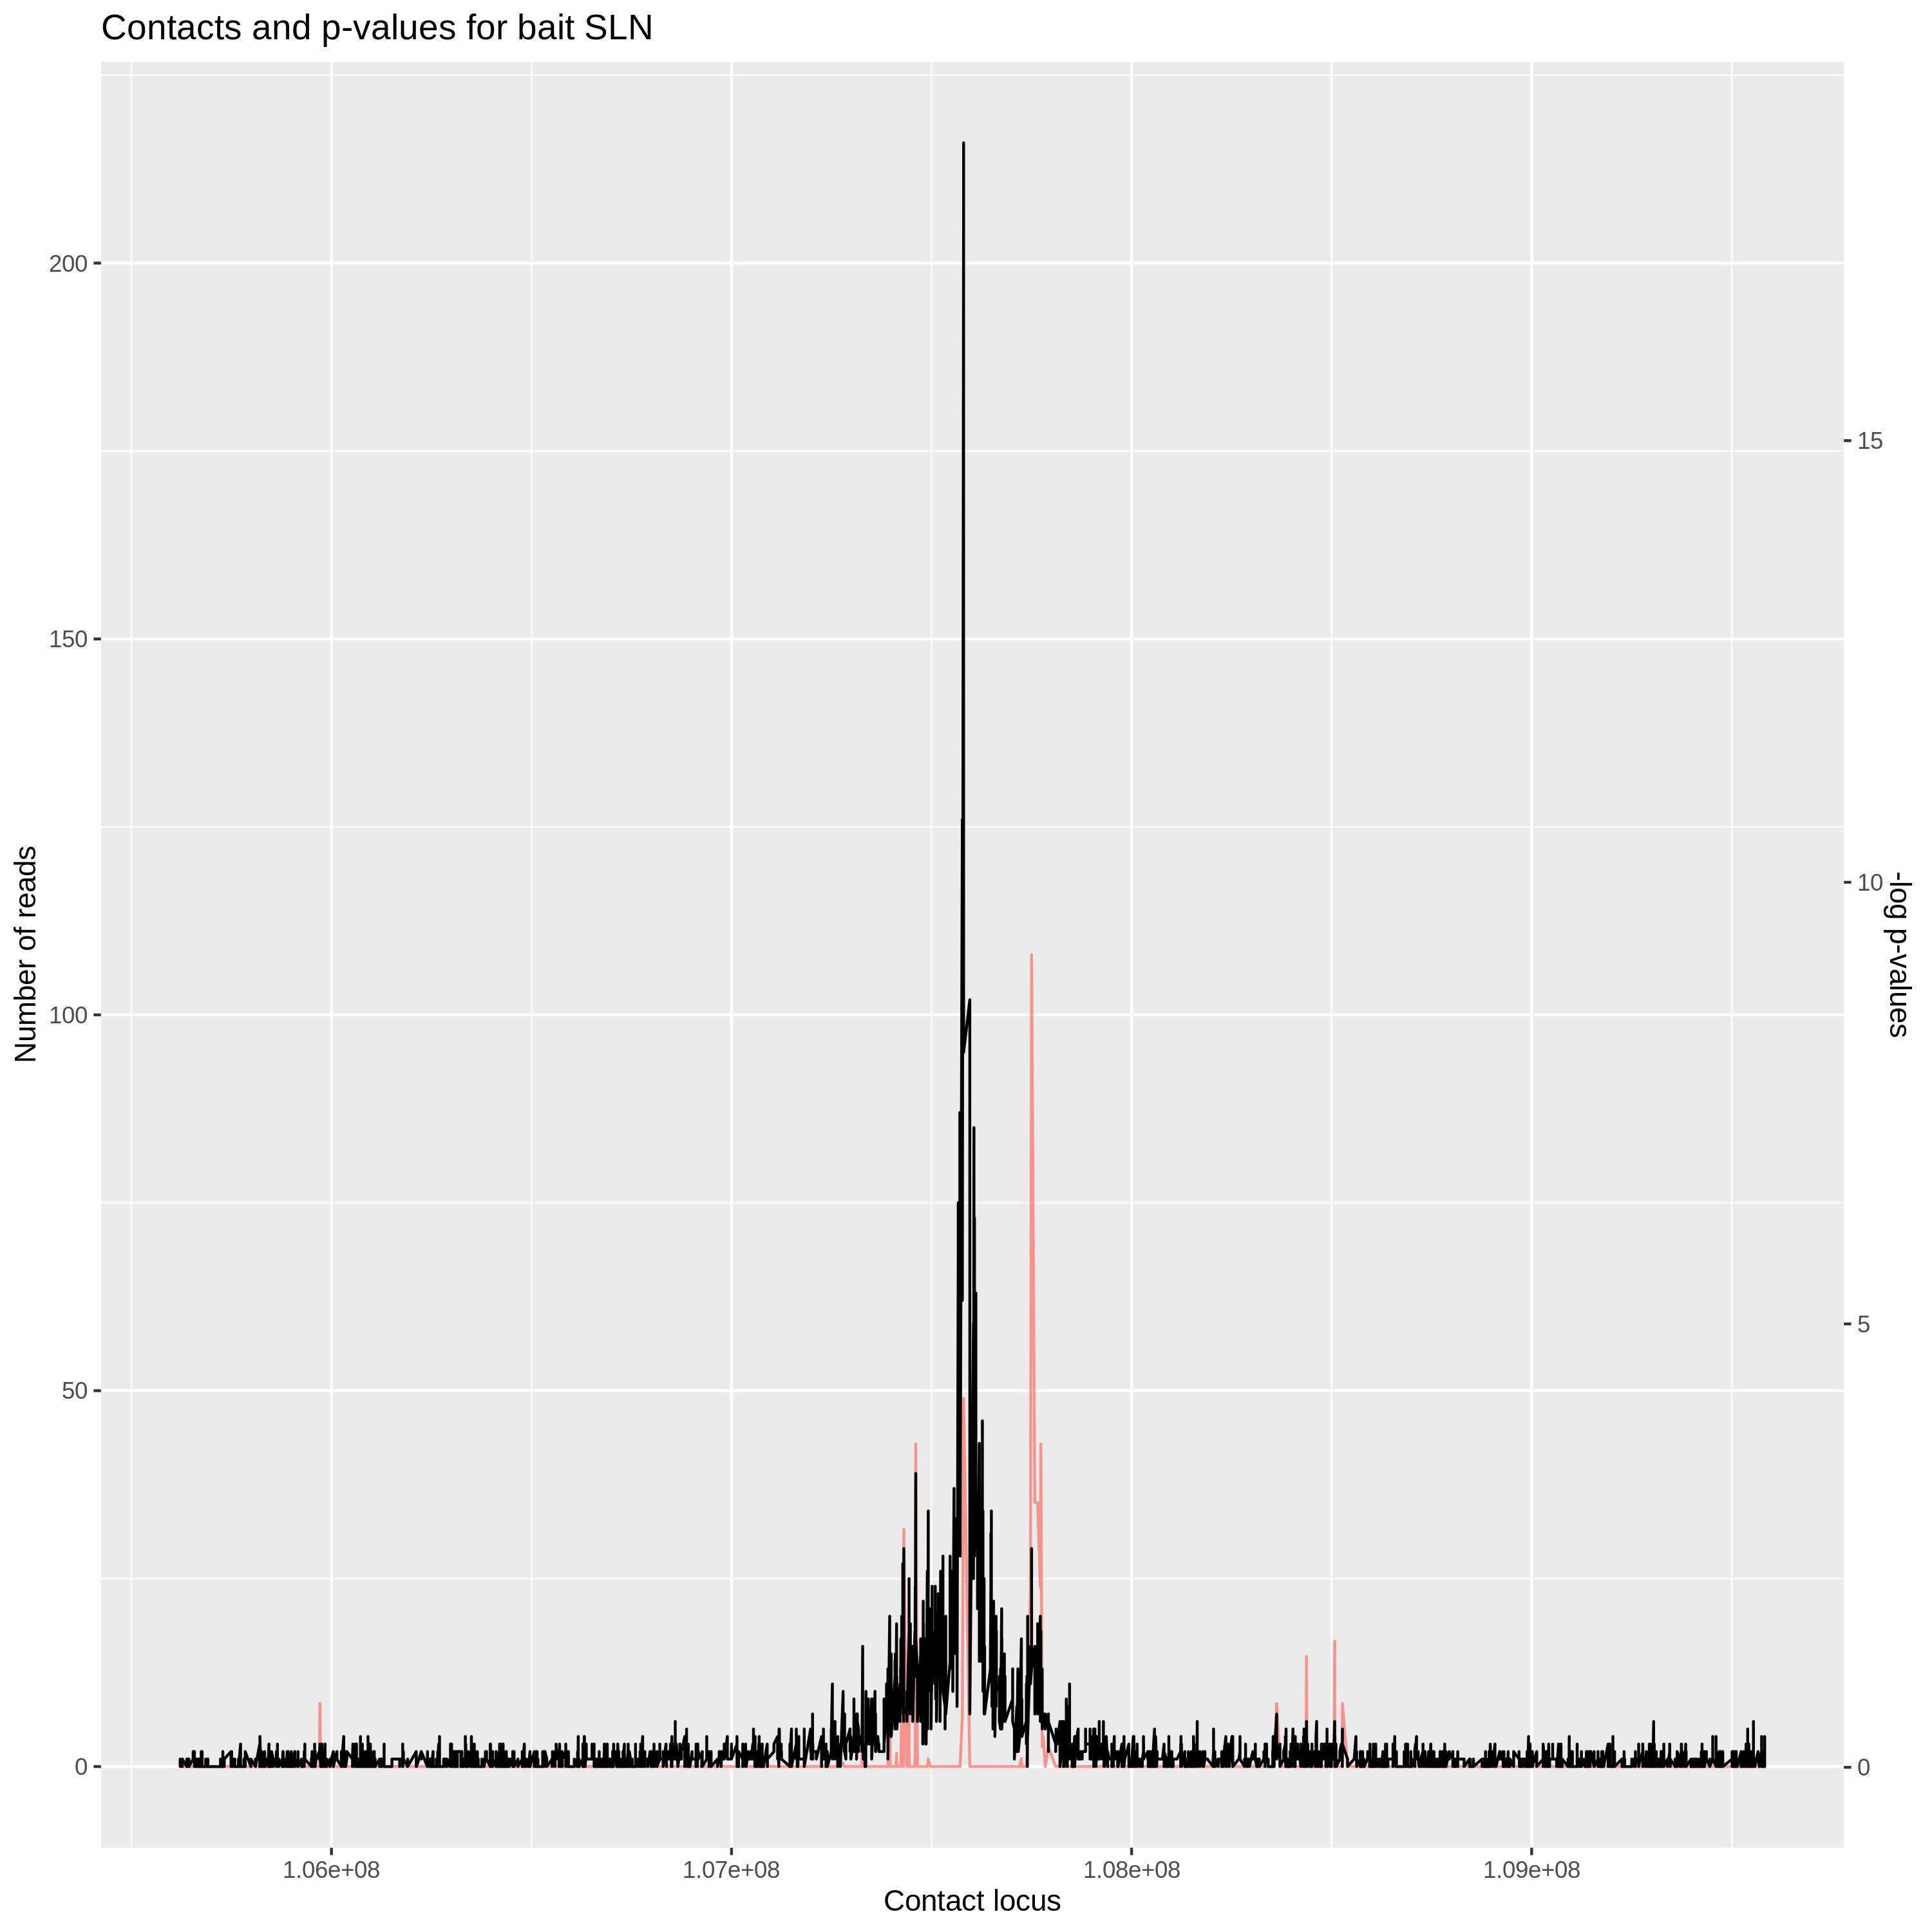 Contacts and p-values for bait SLN
200
150
100
50
0
Number of reads
15
10
5
0
-log p-values
1.06e+08
1.07e+08
1.08e+08
1.09e+08
Contact locus